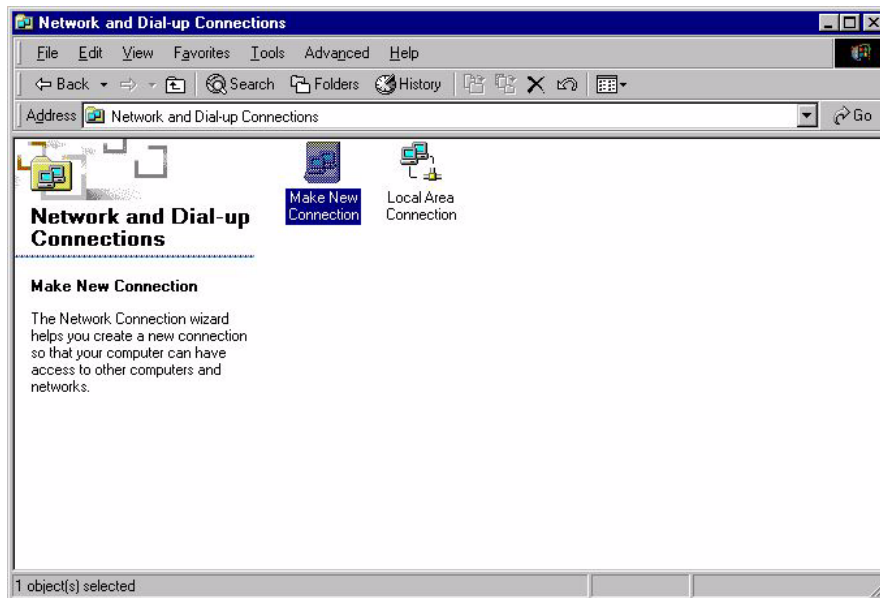 Network and Dial-up Connections
File Edit View Favorites Tools Advanced Help
Back Search Folders History
Address Network and Dial-up Connections Go
Make New
Connection
Local Area
Connection
Network and Dial-up
Connections
Make New Connection
The Network Connection wizard
helps you create a new connection
so that your computer can have
access to other computers and
networks.
1 object(s) selected